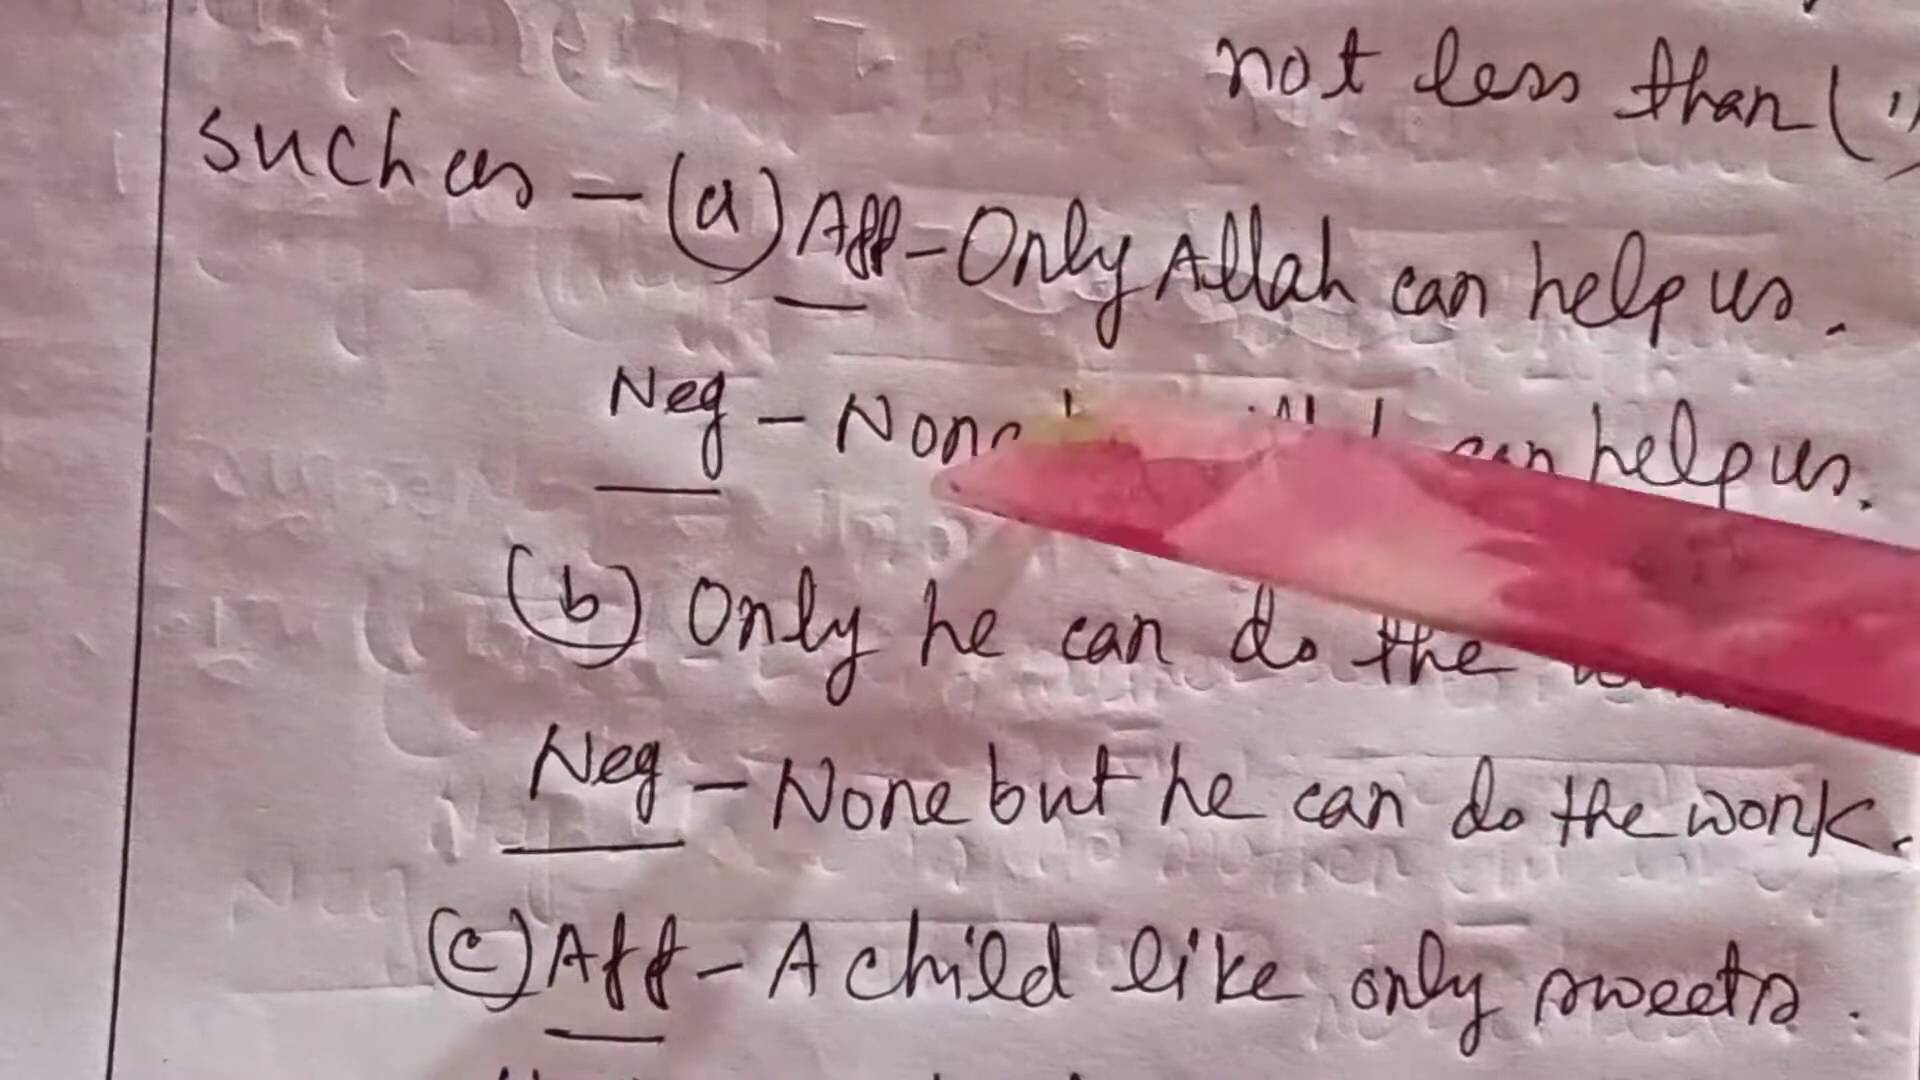 not less than (
such as – (a) Aff – Only Allah can help us.
Neg – None can help us.
(b) Only he can do the
Neg – None but he can do the work.
(c) Aff – A child like only sweets.